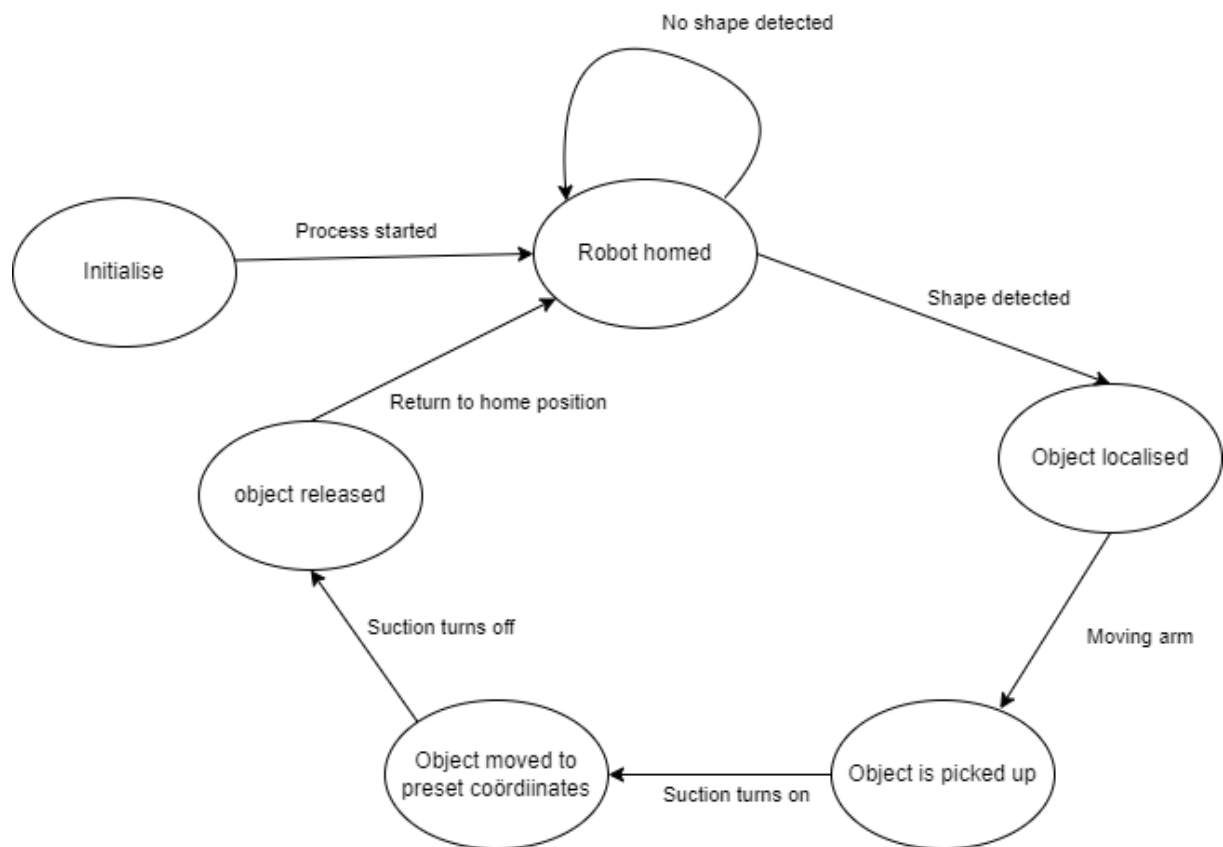 No shape detected
Initialise
Process started
Robot homed
Shape detected
Return to home position
Object localised
object released
Suction turns off
Moving arm
Object moved to
preset coördiinates
Suction turns on
Object is picked up